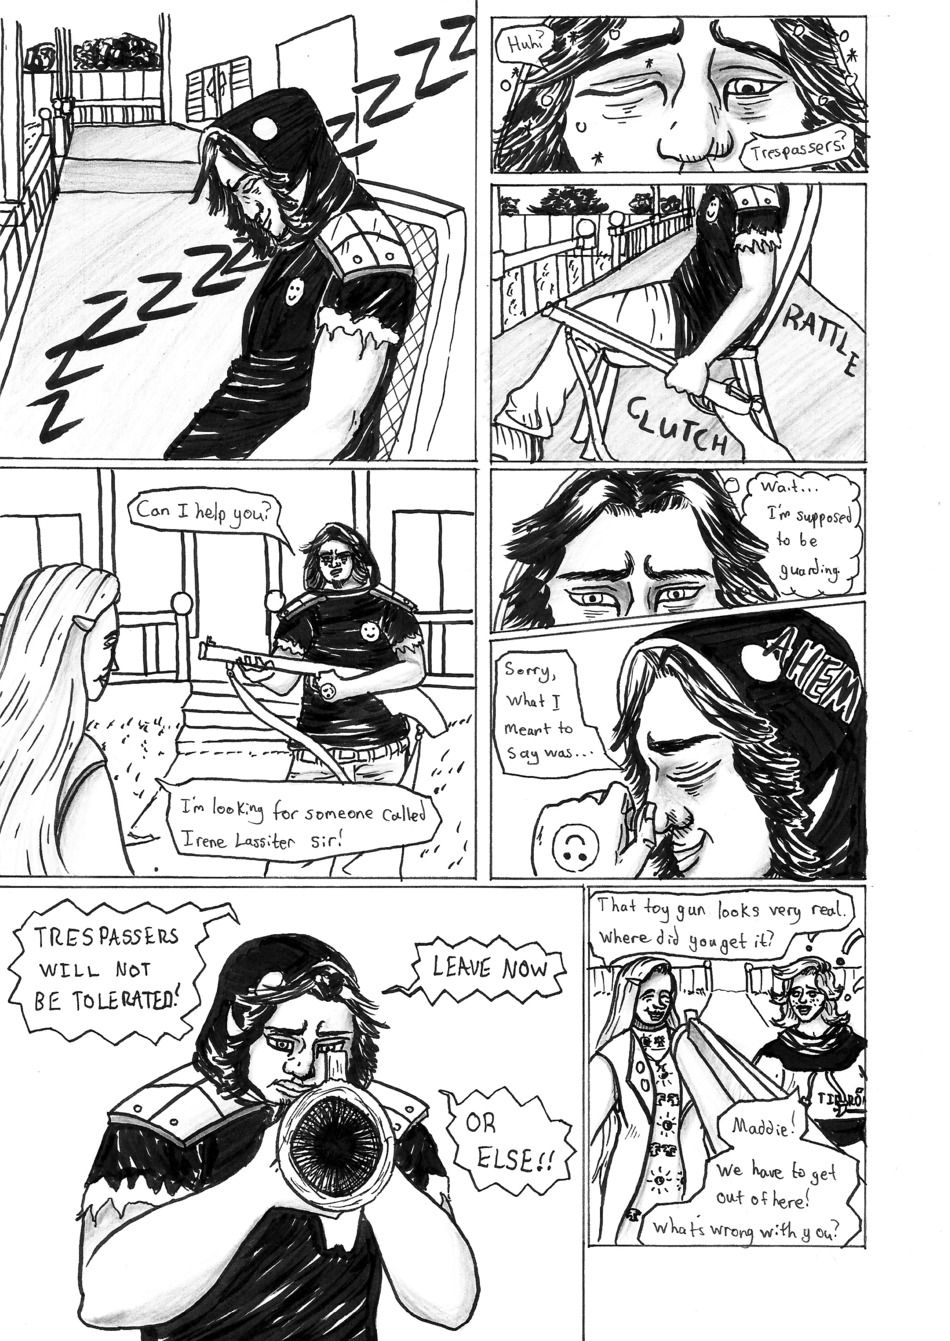 ZZZZZ
ZZZZZZZZ
Huh?
Trespassers?
RATTLE
CLUTCH
Can I help you?
I'm looking for someone called
Irene Lassiter sir!
Wait...
I'm supposed
to be
guarding
Sorry,
what I
meant to
say was...
AHEM
TRESPASSERS
WILL NOT
BE TOLERATED!
LEAVE NOW
OR
ELSE!!
That toy gun looks very real.
Where did you get it?
Maddie!
We have to get
out of here!
What's wrong with you?